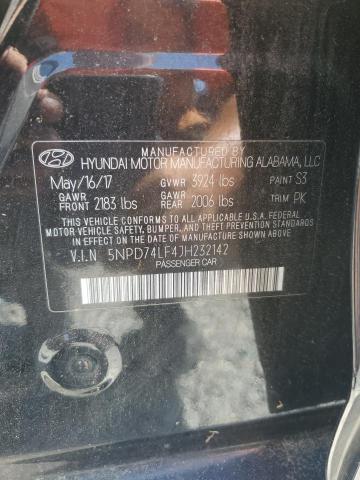 MANUFACTURED BY
HYUNDAI MOTOR MANUFACTURING ALABAMA, LLC
May/16/17 GVWR 3924 lbs PAINT S3
GAWR FRONT 2183 lbs GAWR REAR 2006 lbs TRIM PK
THIS VEHICLE CONFORMS TO ALL APPLICABLE U.S.A. FEDERAL
MOTOR VEHICLE SAFETY, BUMPER, AND THEFT PREVENTION STANDARDS
IN EFFECT ON THE DATE OF MANUFACTURE SHOWN ABOVE.
V.I.N 5NPD74LF4JH232142
PASSENGER CAR